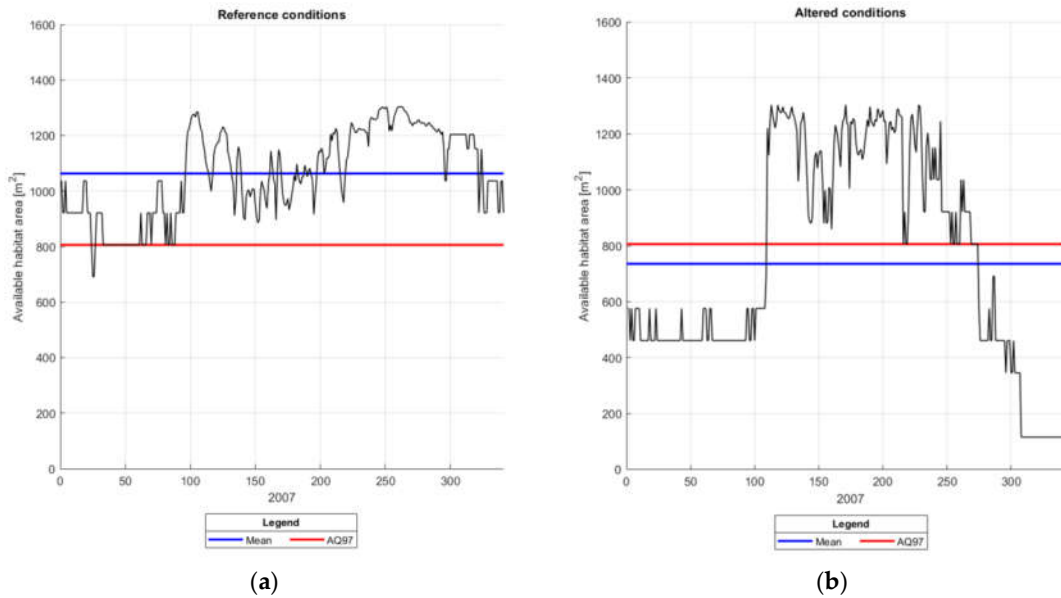 Reference conditions
1600
1400
1200
1000
800
600
400
200
0
Available habitat area [m²]
0 50 100 150 200 250 300
2007
Legend
Mean AQ97
(a)
Altered conditions
1600
1400
1200
1000
800
600
400
200
0
Available habitat area [m²]
0 50 100 150 200 250 300
2007
Legend
Mean AQ97
(b)